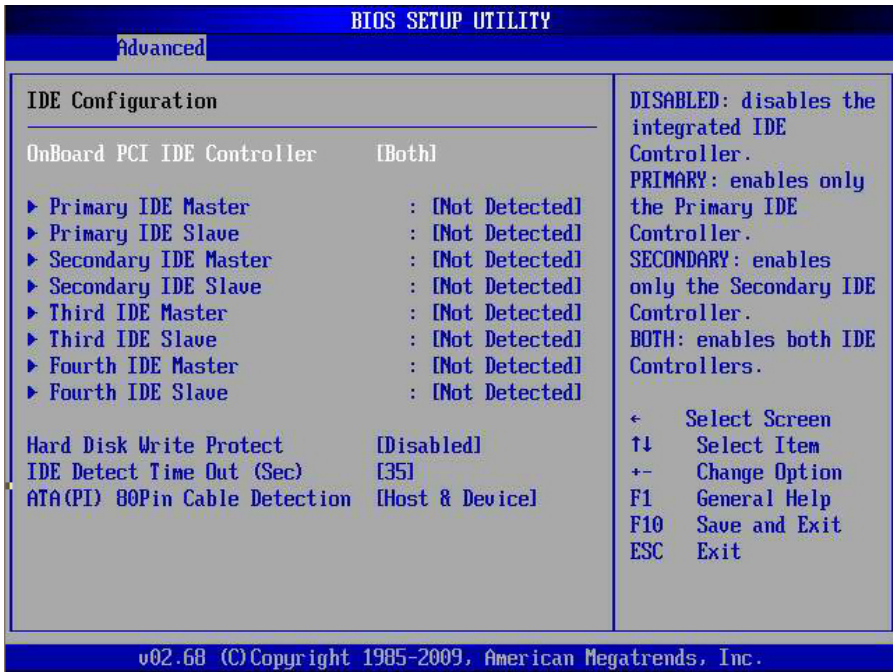 BIOS SETUP UTILITY
Advanced
IDE Configuration
OnBoard PCI IDE Controller [Both]
▶ Primary IDE Master : [Not Detected]
▶ Primary IDE Slave : [Not Detected]
▶ Secondary IDE Master : [Not Detected]
▶ Secondary IDE Slave : [Not Detected]
▶ Third IDE Master : [Not Detected]
▶ Third IDE Slave : [Not Detected]
▶ Fourth IDE Master : [Not Detected]
▶ Fourth IDE Slave : [Not Detected]
Hard Disk Write Protect [Disabled]
IDE Detect Time Out (Sec) [35]
ATA(PI) 80Pin Cable Detection [Host & Device]
DISABLED: disables the
integrated IDE
Controller.
PRIMARY: enables only
the Primary IDE
Controller.
SECONDARY: enables
only the Secondary IDE
Controller.
BOTH: enables both IDE
Controllers.
← Select Screen
↑↓ Select Item
+- Change Option
F1 General Help
F10 Save and Exit
ESC Exit
v02.68 (C)Copyright 1985-2009, American Megatrends, Inc.